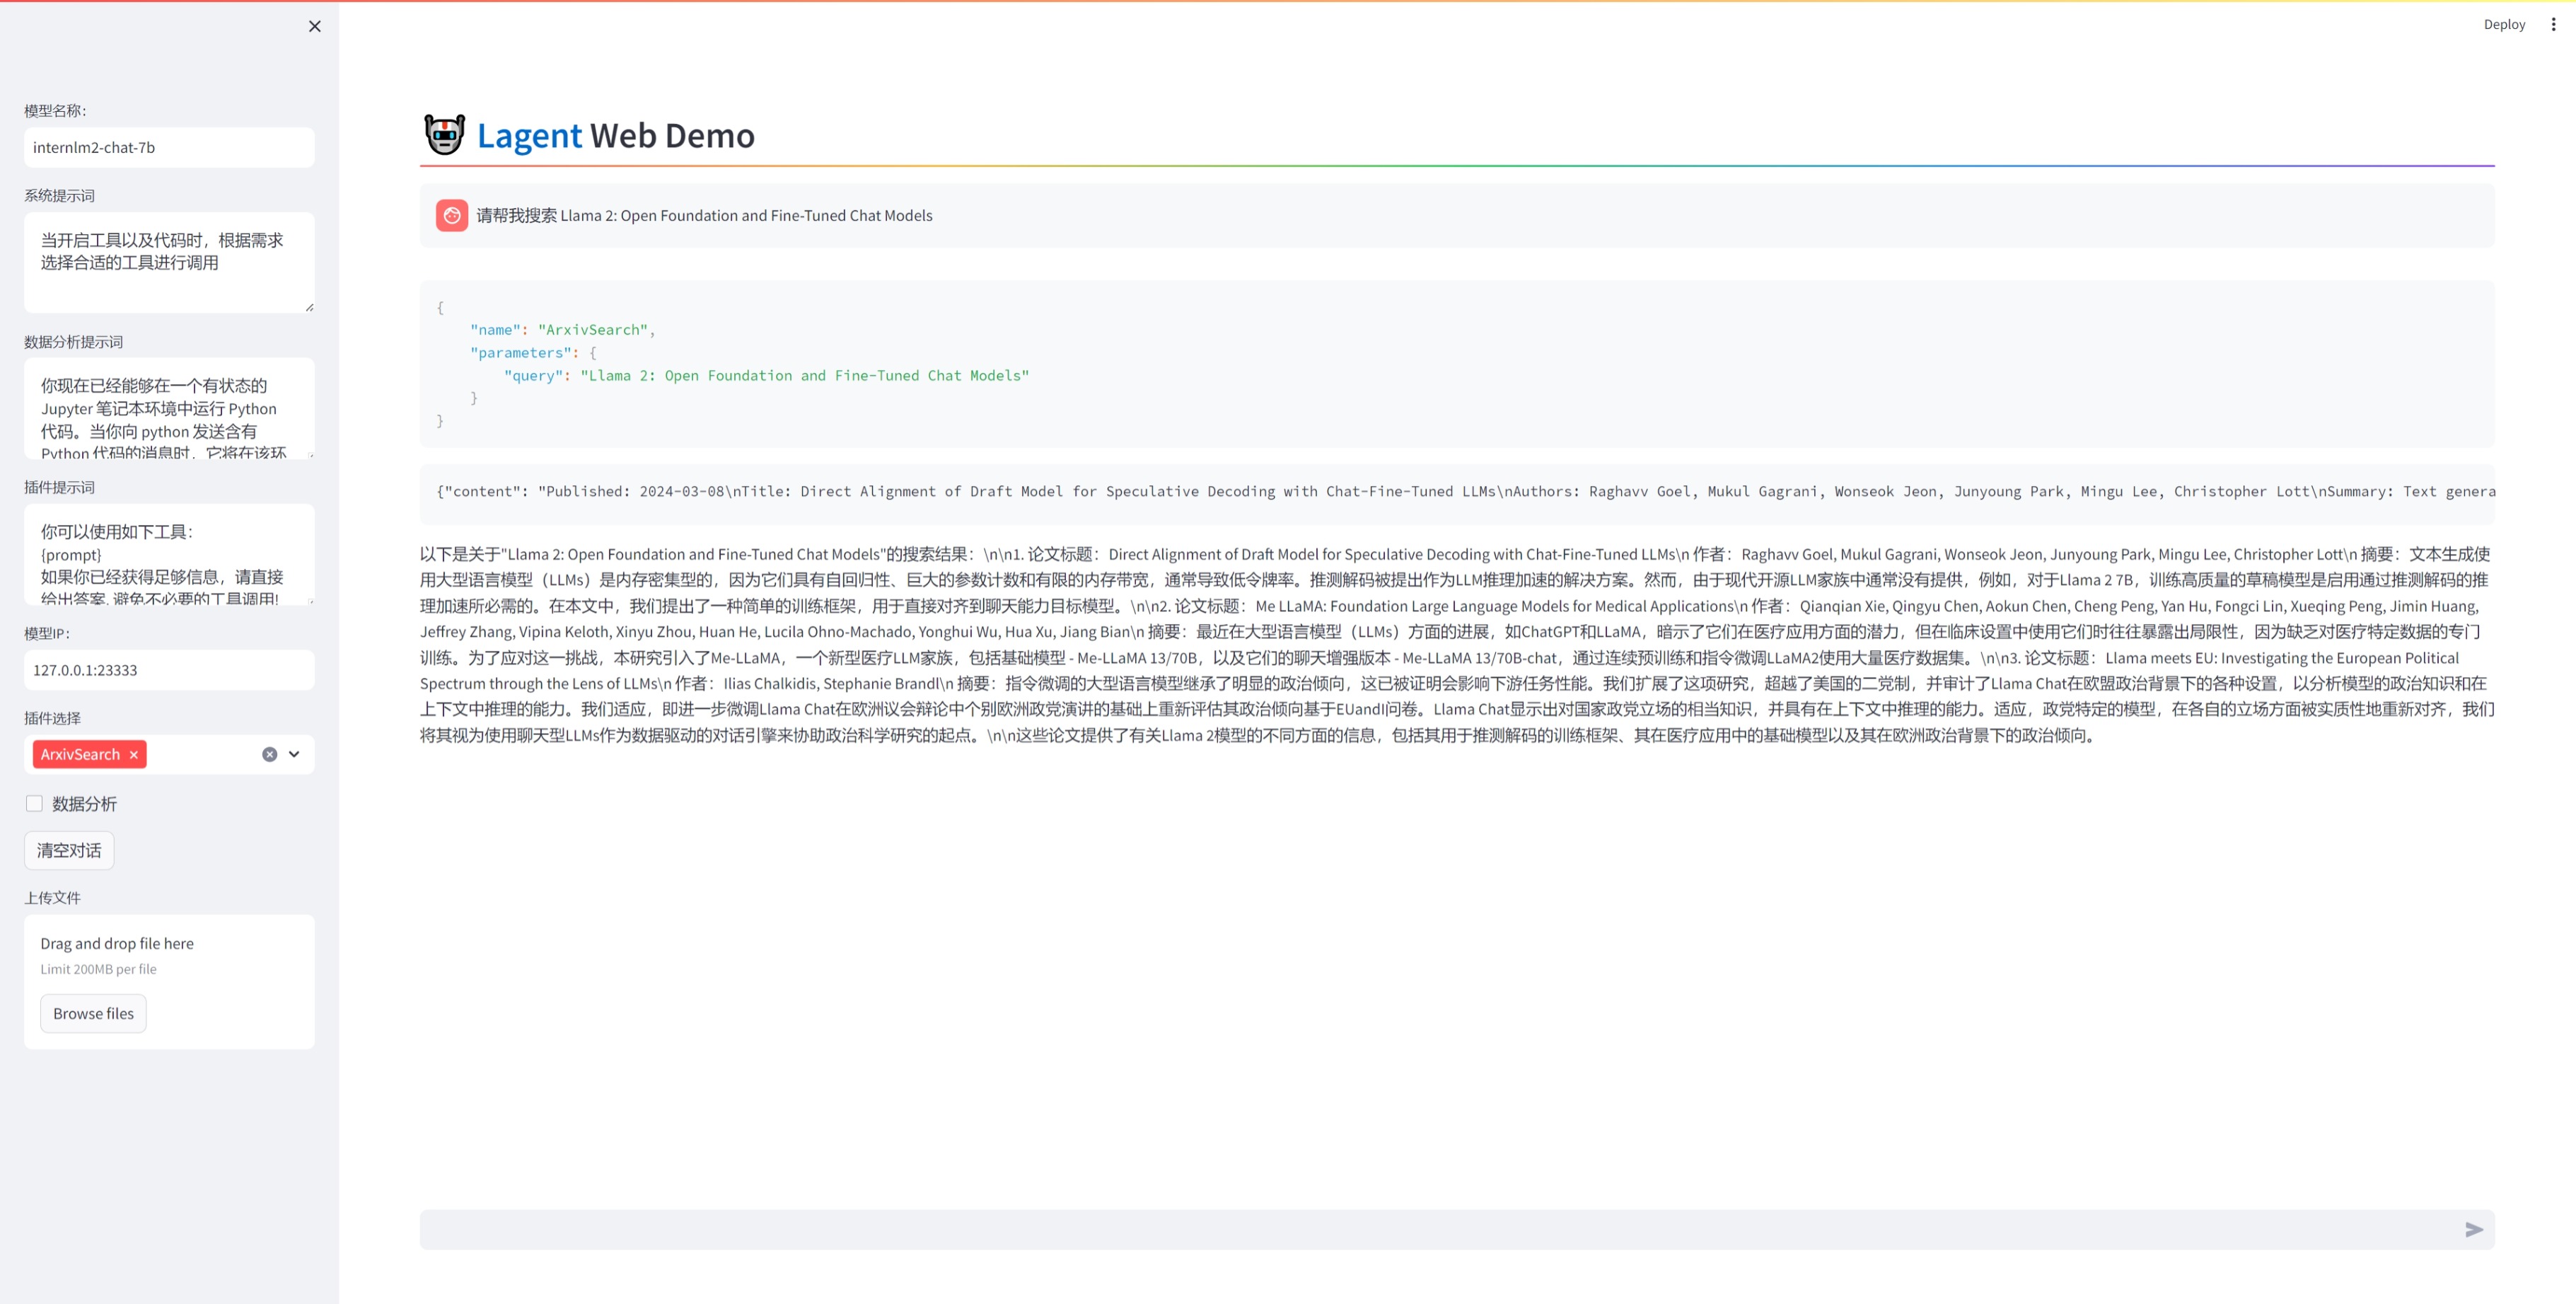 Deploy
模型名称：
internlm2-chat-7b
系统提示词
当开启工具以及代码时，根据需求
选择合适的工具进行调用
数据分析提示词
你现在已经能够在一个有状态的
Jupyter 笔记本环境中运行 Python
代码。当你向 python 发送含有
Python 代码的消息时，它将在该环
插件提示词
你可以使用如下工具：
{prompt}
如果你已经获得足够信息，请直接
给出答案. 避免不必要的工具调用!
模型IP：
127.0.0.1:23333
插件选择
ArxivSearch
数据分析
清空对话
上传文件
Drag and drop file here
Limit 200MB per file
Browse files
Lagent Web Demo
请帮我搜索 Llama 2: Open Foundation and Fine-Tuned Chat Models
{
"name": "ArxivSearch",
"parameters": {
"query": "Llama 2: Open Foundation and Fine-Tuned Chat Models"
}
}
{"content": "Published: 2024-03-08\nTitle: Direct Alignment of Draft Model for Speculative Decoding with Chat-Fine-Tuned LLMs\nAuthors: Raghavv Goel, Mukul Gagrani, Wonseok Jeon, Junyoung Park, Mingu Lee, Christopher Lott\nSummary: Text genera
以下是关于"Llama 2: Open Foundation and Fine-Tuned Chat Models"的搜索结果：\n\n1. 论文标题：Direct Alignment of Draft Model for Speculative Decoding with Chat-Fine-Tuned LLMs\n 作者：Raghavv Goel, Mukul Gagrani, Wonseok Jeon, Junyoung Park, Mingu Lee, Christopher Lott\n 摘要：文本生成使
用大型语言模型（LLMs）是内存密集型的，因为它们具有自回归性、巨大的参数计数和有限的内存带宽，通常导致低令牌率。推测解码被提出作为LLM推理加速的解决方案。然而，由于现代开源LLM家族中通常没有提供，例如，对于Llama 2 7B，训练高质量的草稿模型是启用通过推测解码的推
理加速所必需的。在本文中，我们提出了一种简单的训练框架，用于直接对齐到聊天能力目标模型。\n\n2. 论文标题：Me LLaMA: Foundation Large Language Models for Medical Applications\n 作者：Qianqian Xie, Qingyu Chen, Aokun Chen, Cheng Peng, Yan Hu, Fongci Lin, Xueqing Peng, Jimin Huang,
Jeffrey Zhang, Vipina Keloth, Xinyu Zhou, Huan He, Lucila Ohno-Machado, Yonghui Wu, Hua Xu, Jiang Bian\n 摘要：最近在大型语言模型（LLMs）方面的进展，如ChatGPT和LLaMA，暗示了它们在医疗应用方面的潜力，但在临床设置中使用它们时往往暴露出局限性，因为缺乏对医疗特定数据的专门
训练。为了应对这一挑战，本研究引入了Me-LLaMA，一个新型医疗LLM家族，包括基础模型 - Me-LLaMA 13/70B，以及它们的聊天增强版本 - Me-LLaMA 13/70B-chat，通过连续预训练和指令微调LLaMA2使用大量医疗数据集。\n\n3. 论文标题：Llama meets EU: Investigating the European Political
Spectrum through the Lens of LLMs\n 作者：Ilias Chalkidis, Stephanie Brandl\n 摘要：指令微调的大型语言模型继承了明显的政治倾向，这已被证明会影响下游任务性能。我们扩展了这项研究，超越了美国的二党制，并审计了Llama Chat在欧盟政治背景下的各种设置，以分析模型的政治知识和在
上下文中推理的能力。我们适应，即进一步微调Llama Chat在欧洲议会辩论中个别欧洲政党演讲的基础上重新评估其政治倾向基于EUandI问卷。Llama Chat显示出对国家政党立场的相当知识，并具有在上下文中推理的能力。适应，政党特定的模型，在各自的立场方面被实质性地重新对齐，我们
将其视为使用聊天型LLMs作为数据驱动的对话引擎来协助政治科学研究的起点。\n\n这些论文提供了有关Llama 2模型的不同方面的信息，包括其用于推测解码的训练框架、其在医疗应用中的基础模型以及其在欧洲政治背景下的政治倾向。